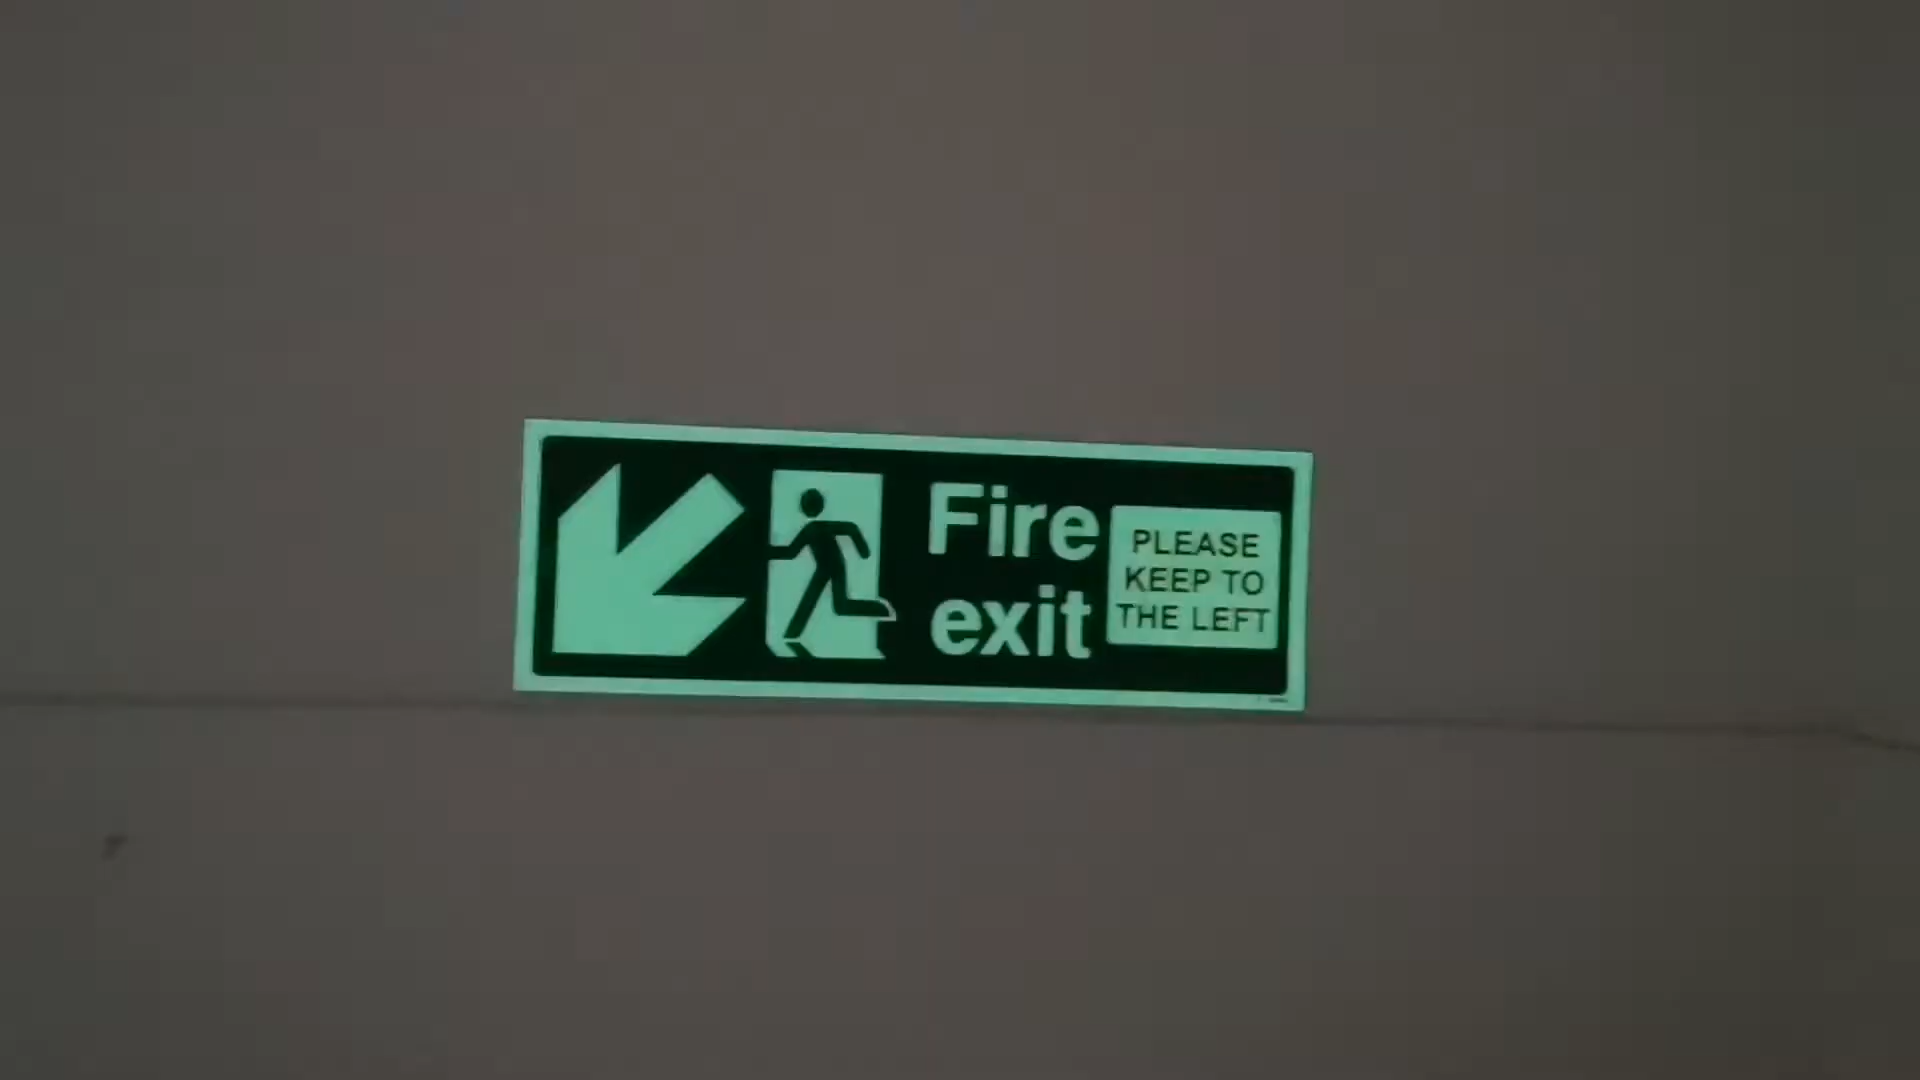 Fire
exit
PLEASE
KEEP TO
THE LEFT